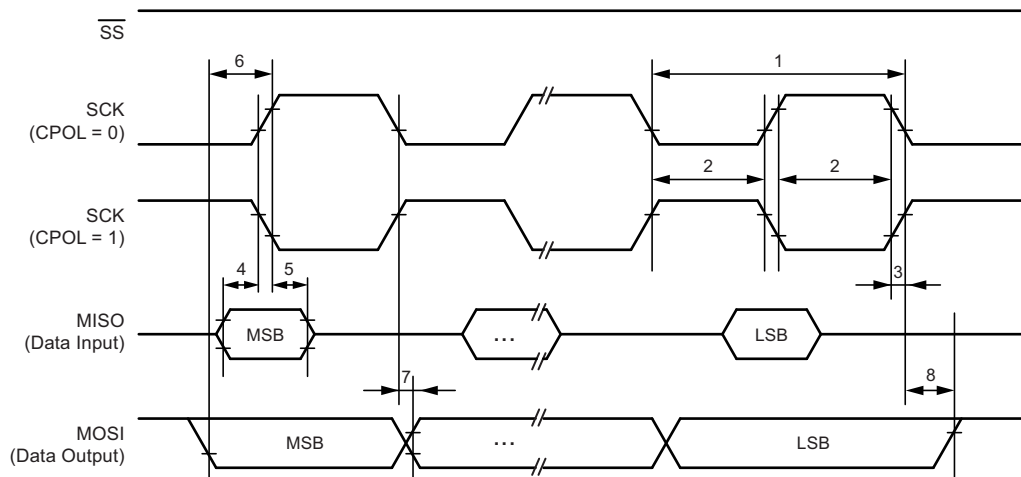 SS
6
1
SCK
(CPOL = 0)
2
2
SCK
(CPOL = 1)
4
5
3
MISO
(Data Input)
MSB
...
LSB
7
8
MOSI
(Data Output)
MSB
...
LSB